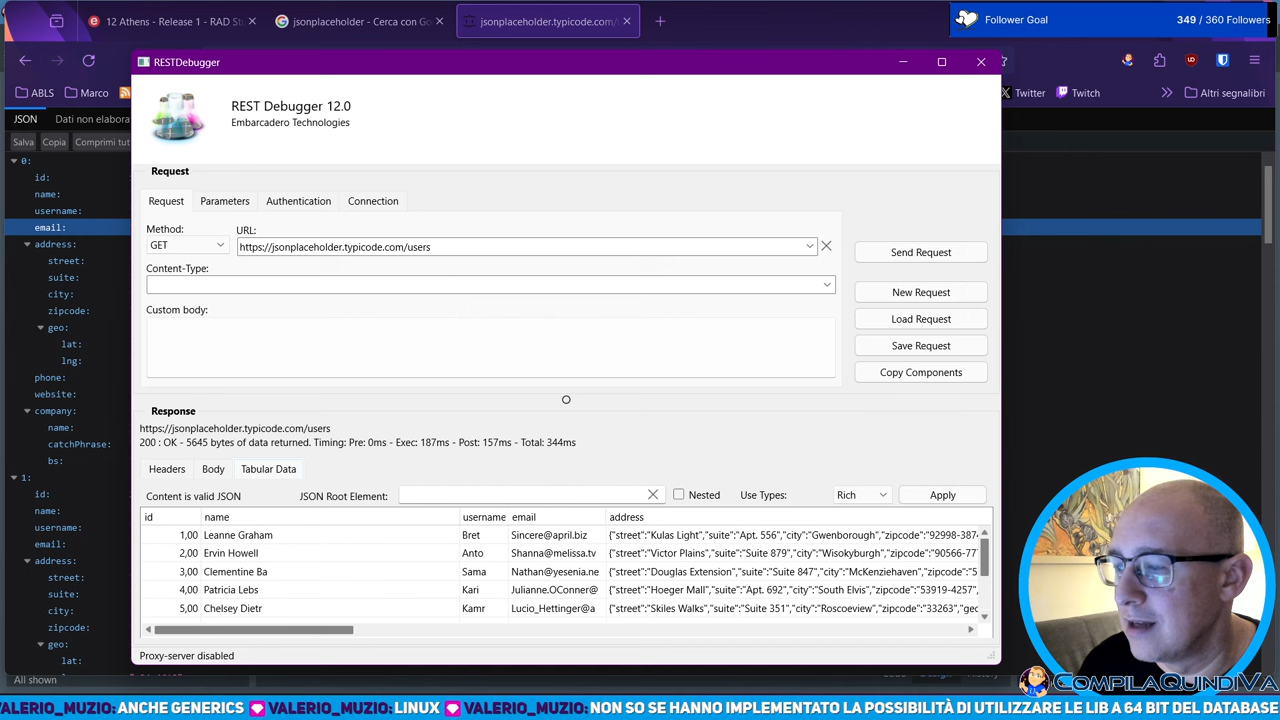 12 Athens - Release 1 - RAD St
jsonplaceholder - Cerca con Go
jsonplaceholder.typicode.com/
Follower Goal
349 / 360 Followers
ABLS
Marco
Twitter
Twitch
Altri segnalibri
JSON
Dati non elabora
Salva
Copia
Comprimi tut
0:
id:
name:
username:
email:
address:
street:
suite:
city:
zipcode:
geo:
lat:
lng:
phone:
website:
company:
name:
catchPhrase:
bs:
1:
id:
name:
username:
email:
address:
street:
suite:
city:
zipcode:
geo:
lat:
All shown
RESTDebugger
REST Debugger 12.0
Embarcadero Technologies
Request
Request
Parameters
Authentication
Connection
Method:
URL:
GET
https://jsonplaceholder.typicode.com/users
Content-Type:
Custom body:
Send Request
New Request
Load Request
Save Request
Copy Components
Response
https://jsonplaceholder.typicode.com/users
200 : OK - 5645 bytes of data returned. Timing: Pre: 0ms - Exec: 187ms - Post: 157ms - Total: 344ms
Headers
Body
Tabular Data
Content is valid JSON
JSON Root Element:
Nested
Use Types:
Rich
Apply
id name username email address
1,00 Leanne Graham Bret Sincere@april.biz {"street":"Kulas Light","suite":"Apt. 556","city":"Gwenborough","zipcode":"92998-387
2,00 Ervin Howell Anto Shanna@melissa.tv {"street":"Victor Plains","suite":"Suite 879","city":"Wisokyburgh","zipcode":"90566-77
3,00 Clementine Ba Sama Nathan@yesenia.ne {"street":"Douglas Extension","suite":"Suite 847","city":"McKenziehaven","zipcode":"5
4,00 Patricia Lebs Kari Julianne.OConner@ {"street":"Hoeger Mall","suite":"Apt. 692","city":"South Elvis","zipcode":"53919-4257",
5,00 Chelsey Dietr Kamr Lucio_Hettinger@a {"street":"Skiles Walks","suite":"Suite 351","city":"Roscoeview","zipcode":"33263","geo
Proxy-server disabled
COMPILAQUINDIVA
VALERIO_MUZIO: ANCHE GENERICS VALERIO_MUZIO: LINUX VALERIO_MUZIO: NON SO SE HANNO IMPLEMENTATO LA POSSIBILITÀ DI UTILIZZARE LE LIB A 64 BIT DEL DATABASE